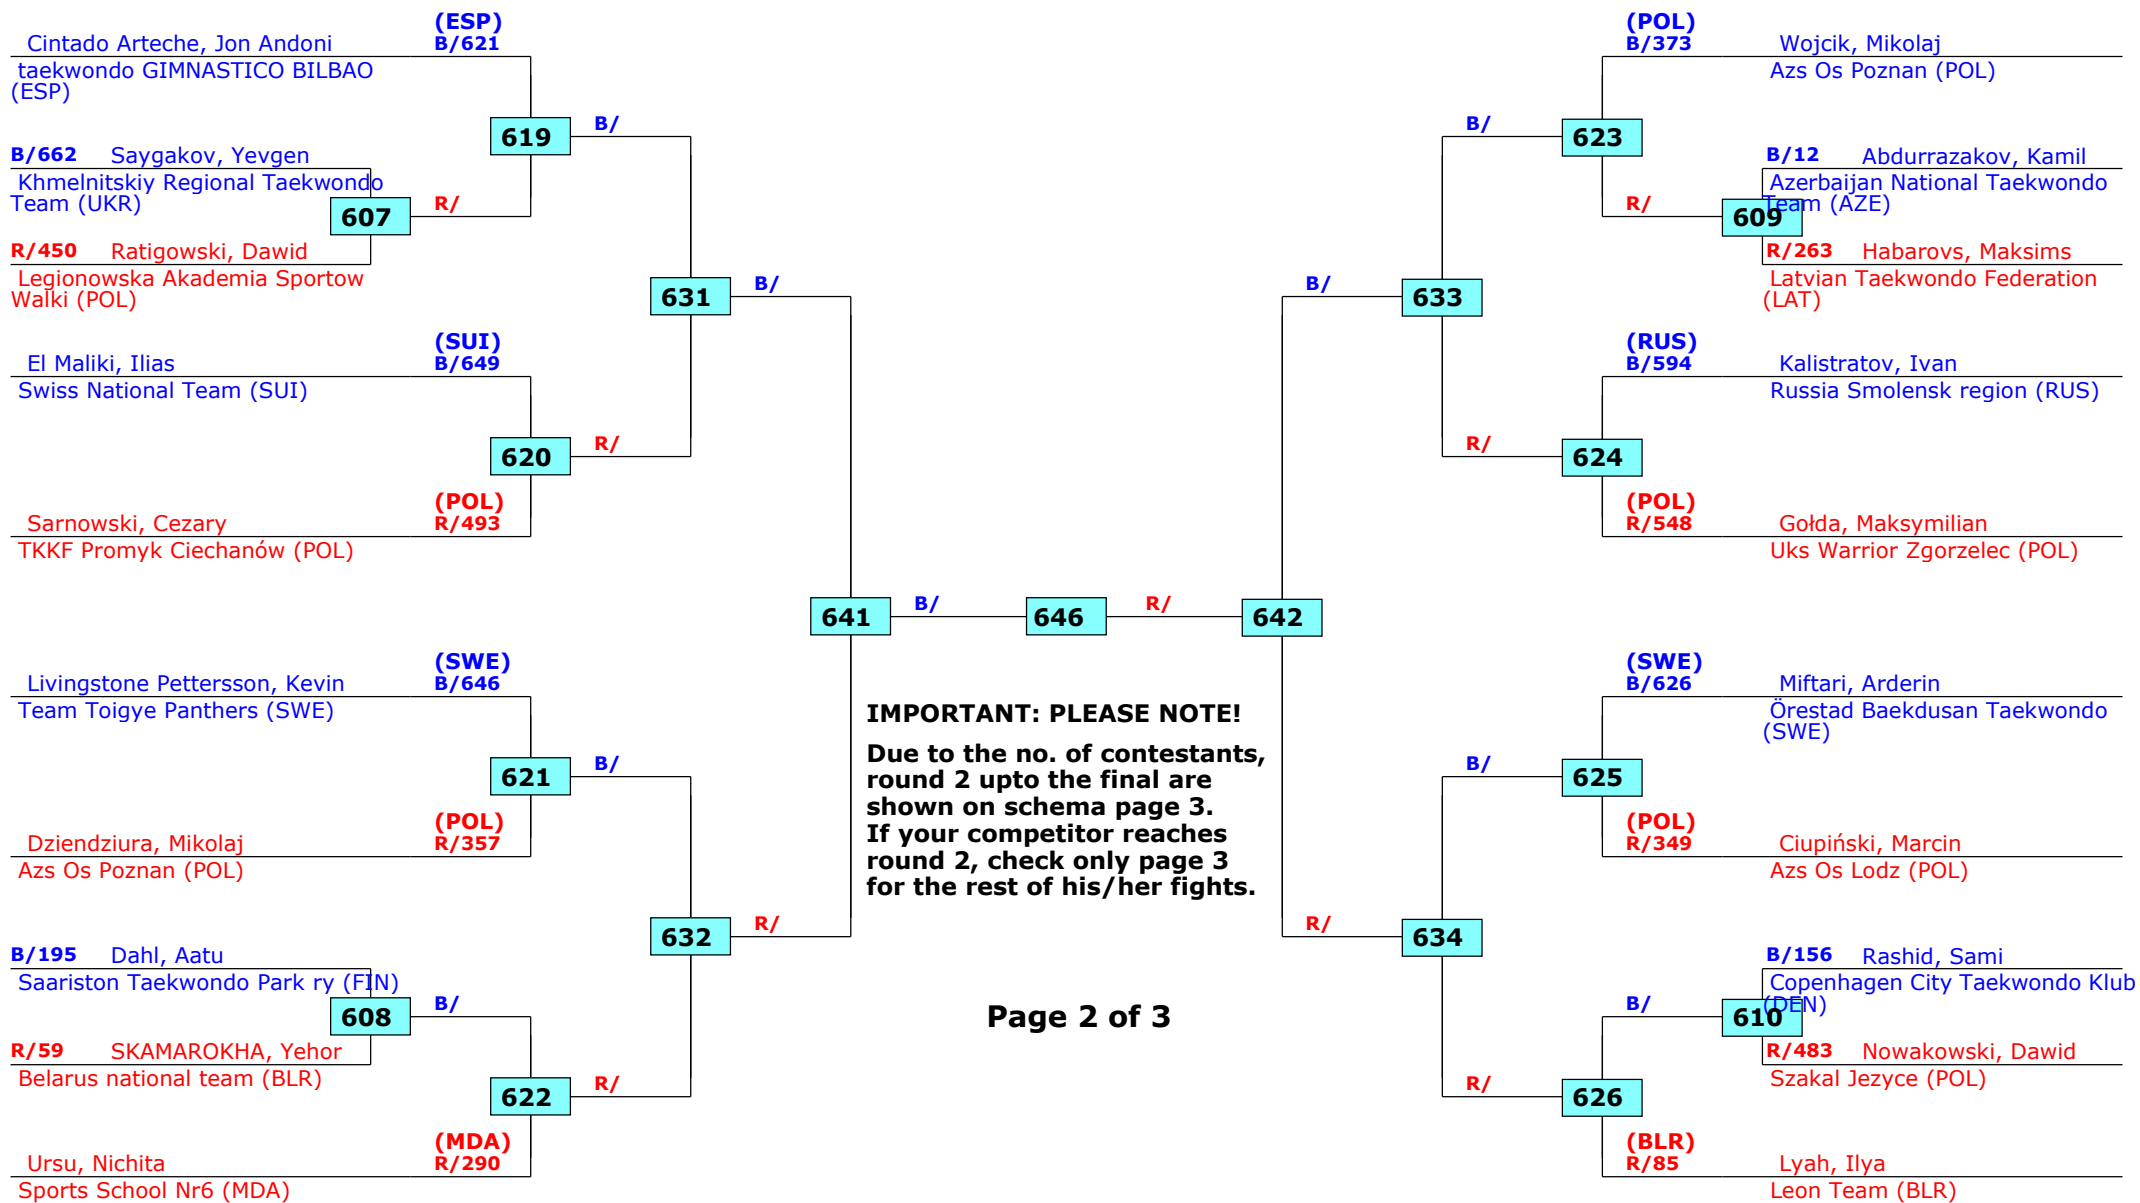 (ESP)
Cintado Arteche, Jon Andoni B/621
taekwondo GIMNASTICO BILBAO
(ESP)
619
B/
B/662 Saygakov, Yevgen
Khmelnitskiy Regional Taekwondo
Team (UKR)
607
R/
R/450 Ratigowski, Dawid
Legionowska Akademia Sportow
Walki (POL)
631
B/
(SUI)
El Maliki, Ilias B/649
Swiss National Team (SUI)
620
R/
(POL)
Sarnowski, Cezary R/493
TKKF Promyk Ciechanów (POL)
641
B/
646
R/
642
(SWE)
Livingstone Pettersson, Kevin B/646
Team Toigye Panthers (SWE)
621
B/
(POL)
Dziendziura, Mikolaj R/357
Azs Os Poznan (POL)
632
R/
B/195 Dahl, Aatu
Saariston Taekwondo Park ry (FIN)
608
B/
R/59 SKAMAROKHA, Yehor
Belarus national team (BLR)
622
R/
(MDA)
Ursu, Nichita R/290
Sports School Nr6 (MDA)
IMPORTANT: PLEASE NOTE!
Due to the no. of contestants,
round 2 upto the final are
shown on schema page 3.
If your competitor reaches
round 2, check only page 3
for the rest of his/her fights.
Page 2 of 3
(POL)
B/373 Wojcik, Mikolaj
Azs Os Poznan (POL)
B/
623
B/12 Abdurrazakov, Kamil
Azerbaijan National Taekwondo
Team (AZE)
R/
609
R/263 Habarovs, Maksims
Latvian Taekwondo Federation
(LAT)
B/
633
(RUS)
B/594 Kalistratov, Ivan
Russia Smolensk region (RUS)
R/
624
(POL)
R/548 Gołda, Maksymilian
Uks Warrior Zgorzelec (POL)
(SWE)
B/626 Miftari, Arderin
Örestad Baekdusan Taekwondo
(SWE)
B/
625
(POL)
R/349 Ciupiński, Marcin
Azs Os Lodz (POL)
R/
634
B/156 Rashid, Sami
Copenhagen City Taekwondo Klub
(DEN)
B/
610
R/483 Nowakowski, Dawid
Szakal Jezyce (POL)
R/
626
(BLR)
R/85 Lyah, Ilya
Leon Team (BLR)